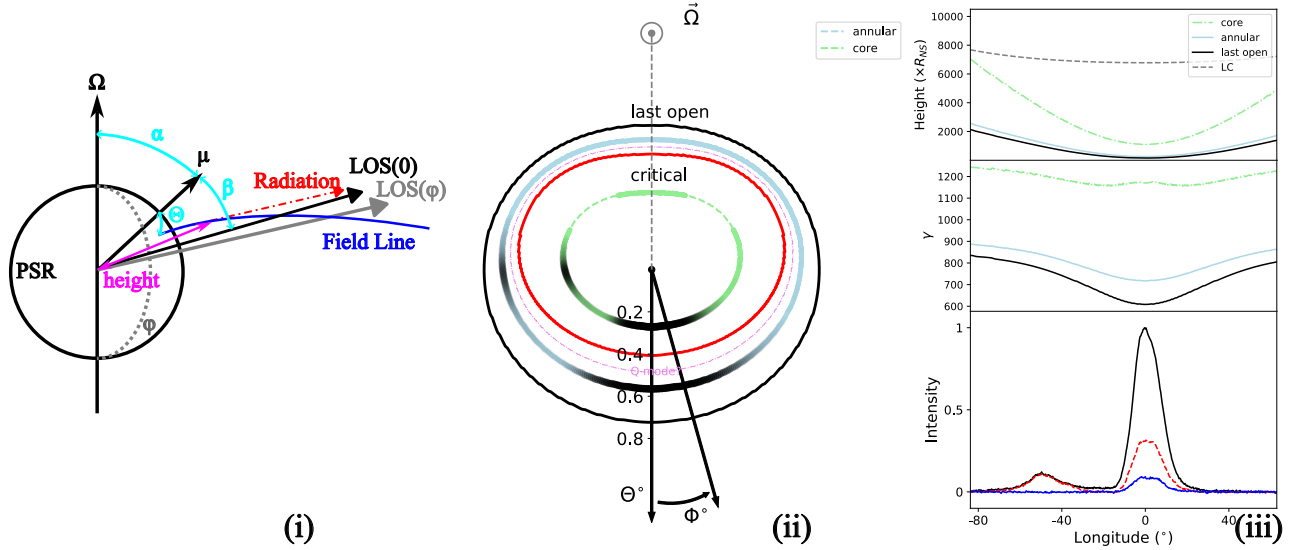 Ω
α
μ
LOS(0)
β
Radiation
LOS(φ)
Θ
Field Line
PSR
height
φ
(i)
Ω
annular
core
last open
critical
0.2
0.4
Q-mode?
0.6
0.8
Θ°
Φ°
(ii)
10000
8000
6000
4000
2000
Height (×R_NS)
core
annular
last open
LC
1200
1100
1000
900
800
700
600
γ
1
0.5
0
Intensity
−80
−40
0
40
Longitude (°)
(iii)